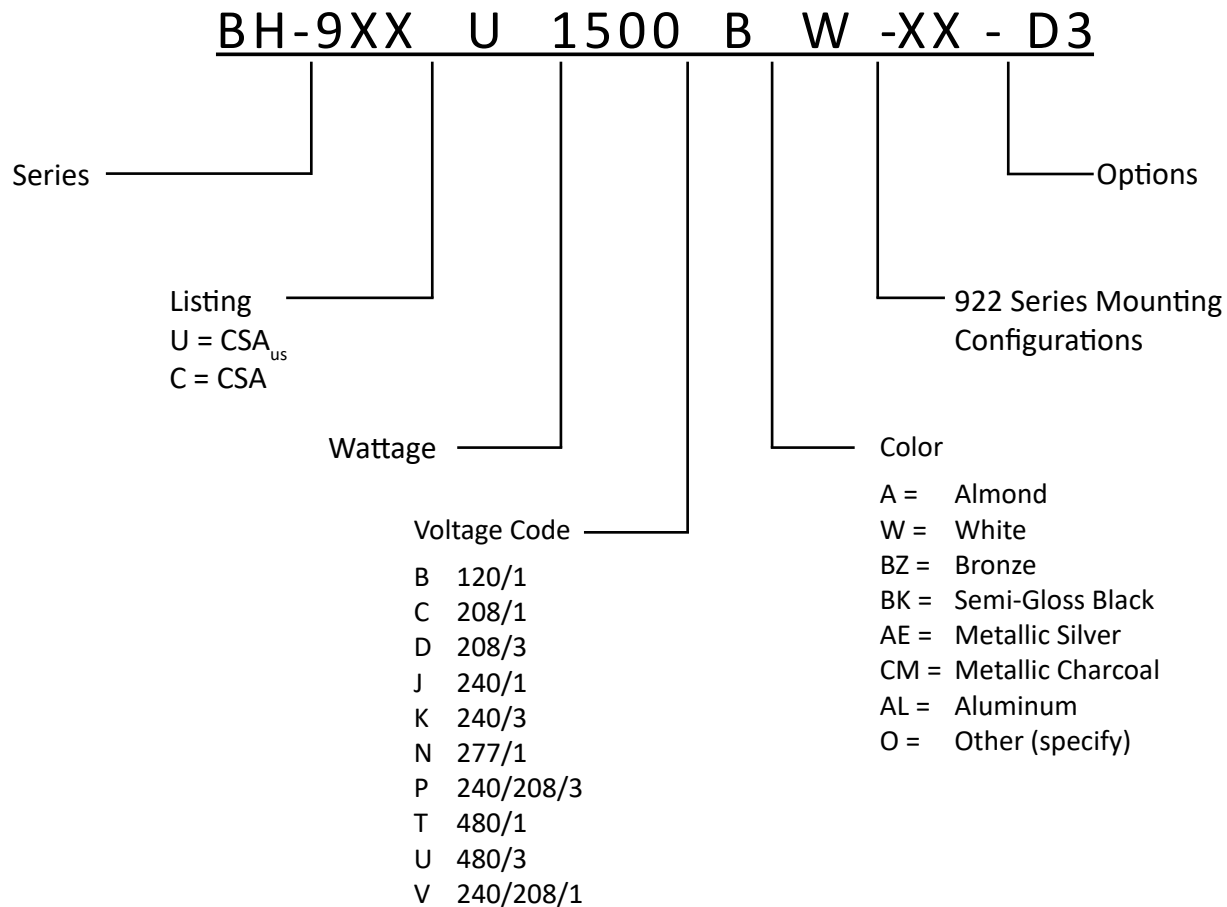 BH-9XX U 1500 B W -XX - D3
Series
Options
Listing
U = CSAus
C = CSA
922 Series Mounting
Configurations
Wattage
Color
A = Almond
W = White
BZ = Bronze
BK = Semi-Gloss Black
AE = Metallic Silver
CM = Metallic Charcoal
AL = Aluminum
O = Other (specify)
Voltage Code
B 120/1
C 208/1
D 208/3
J 240/1
K 240/3
N 277/1
P 240/208/3
T 480/1
U 480/3
V 240/208/1